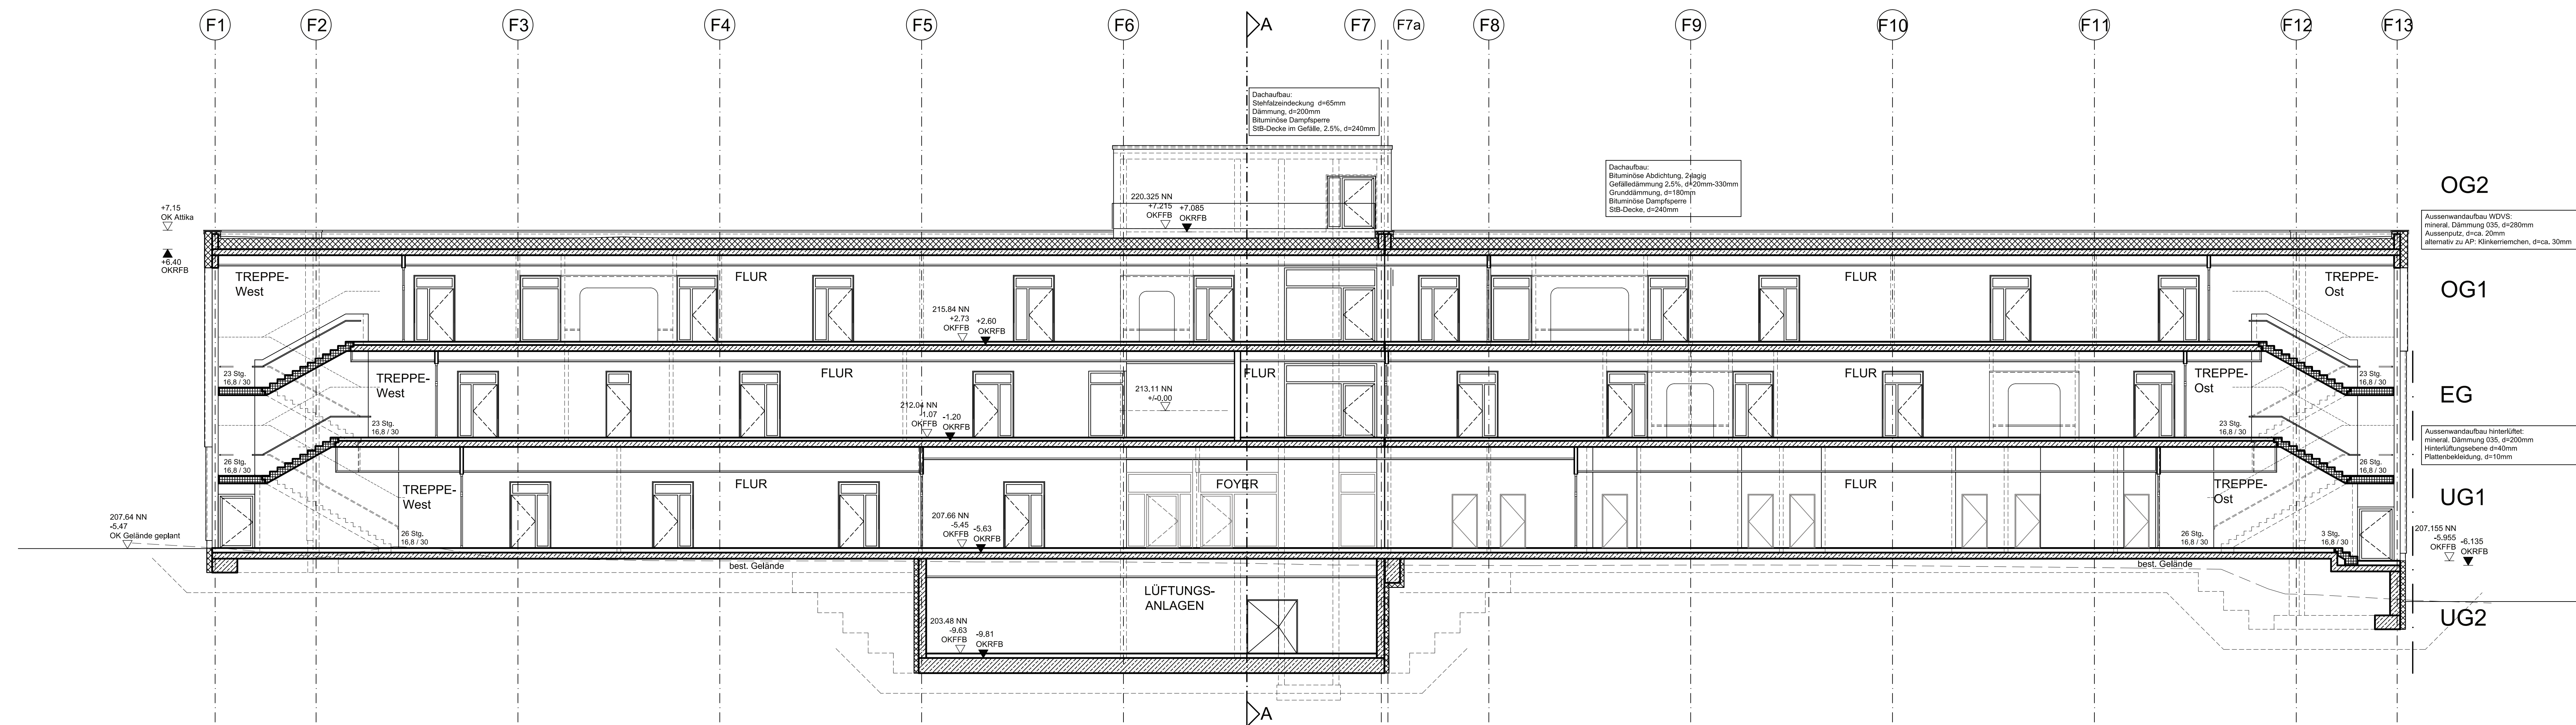 F1
F2
F3
F4
F5
F6
A
F7
F7a
F8
F9
F10
F11
F12
F13
Dachaufbau:
Stehfalzeindeckung d=65mm
Dämmung, d=200mm
Bituminöse Dampfsperre
StB-Decke im Gefälle, 2.5%, d=240mm
Dachaufbau:
Bituminöse Abdichtung, 2-lagig
Gefälledämmung 2.5%, d=20mm-330mm
Grunddämmung, d=180mm
Bituminöse Dampfsperre
StB-Decke, d=240mm
OG2
+7.15
OK Attika
220.325 NN
+7.215
OKFFB
+7.085
OKRFB
Aussenwandaufbau WDVS:
mineral. Dämmung 035, d=280mm
Aussenputz, d=ca. 20mm
alternativ zu AP: Klinkerriemchen, d=ca. 30mm
+6.40
OKRFB
TREPPE-
West
FLUR
FLUR
TREPPE-
Ost
OG1
215.84 NN
+2.73
OKFFB
+2.60
OKRFB
23 Stg.
16,8 / 30
TREPPE-
West
FLUR
FLUR
FLUR
TREPPE-
Ost
23 Stg.
16,8 / 30
EG
213,11 NN
+/-0,00
212.04 NN
-1.07
OKFFB
-1.20
OKRFB
23 Stg.
16,8 / 30
23 Stg.
16,8 / 30
Aussenwandaufbau hinterlüftet:
mineral. Dämmung 035, d=200mm
Hinterlüftungsebene d=40mm
Plattenbekleidung, d=10mm
26 Stg.
16,8 / 30
26 Stg.
16,8 / 30
TREPPE-
West
FLUR
FOYER
FLUR
TREPPE-
Ost
UG1
207.64 NN
-5.47
OK Gelände geplant
207.66 NN
-5.45
OKFFB
-5.63
OKRFB
26 Stg.
16,8 / 30
26 Stg.
16,8 / 30
3 Stg.
16,8 / 30
207.155 NN
-5.955
OKFFB
-6.135
OKRFB
best. Gelände
best. Gelände
LÜFTUNGS-
ANLAGEN
UG2
203.48 NN
-9.63
OKFFB
-9.81
OKRFB
A